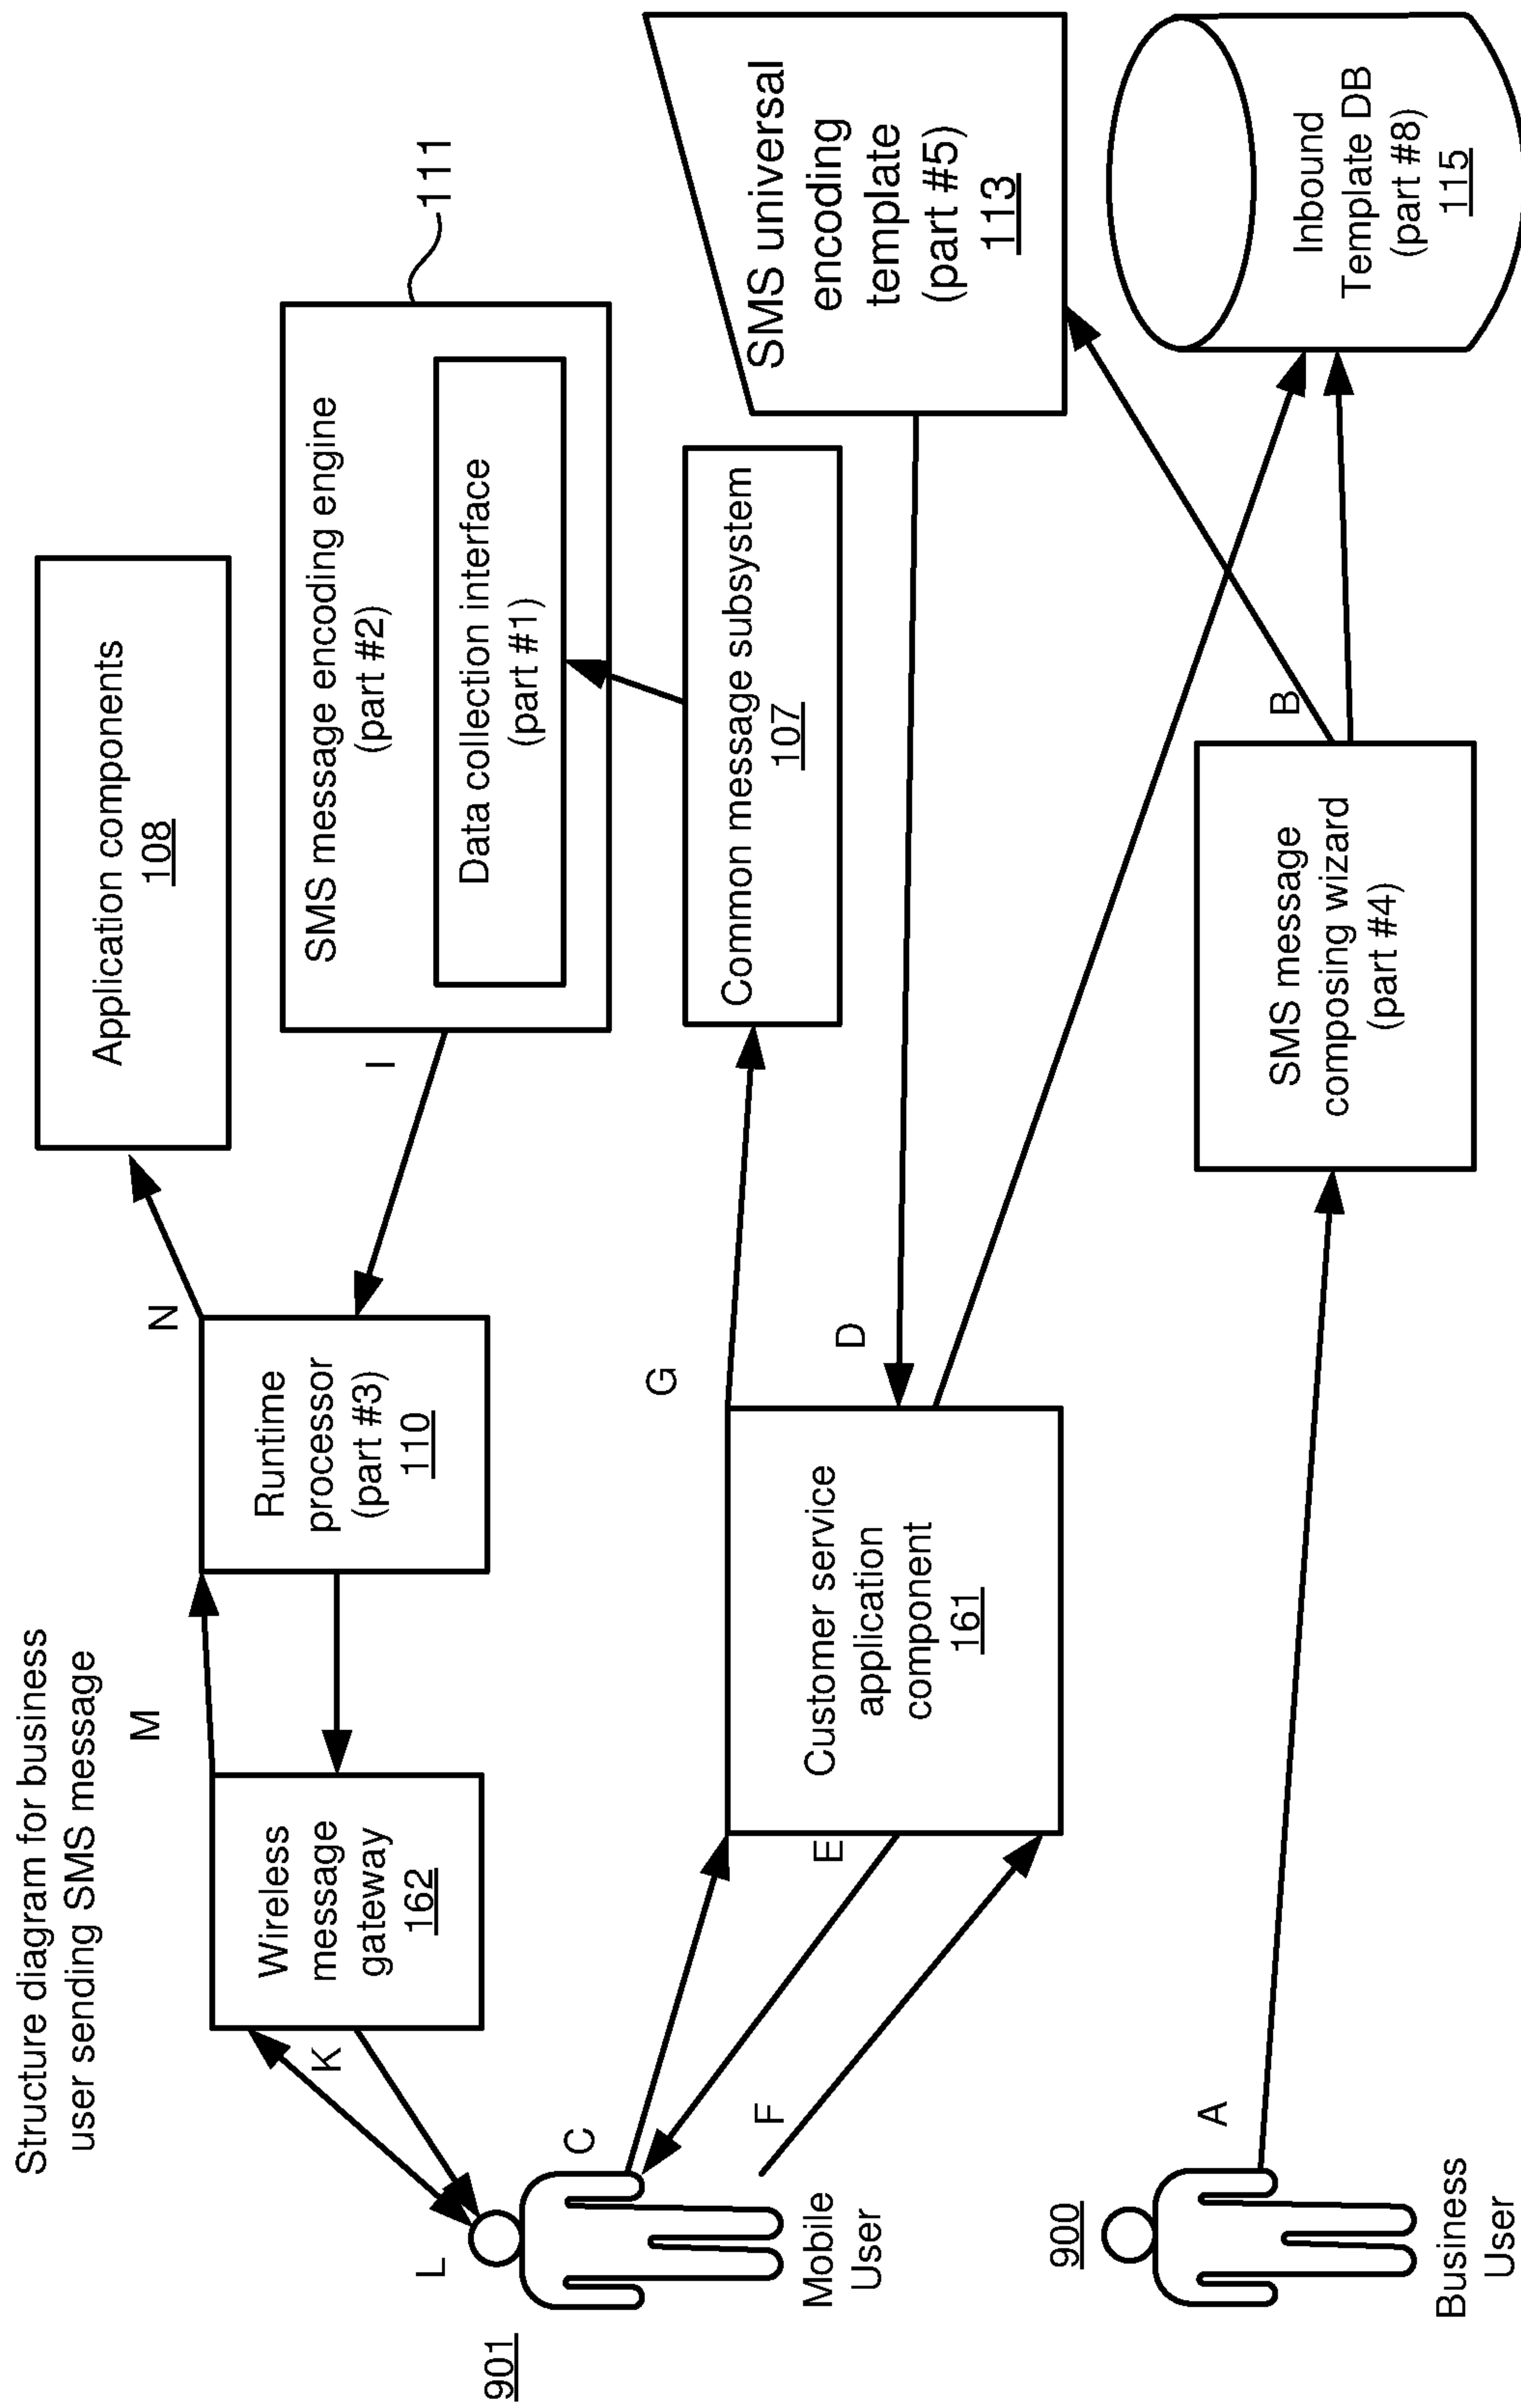 Structure diagram for business
user sending SMS message
Application components
108
N
M
Runtime
processor
(part #3)
110
I
SMS message encoding engine
(part #2)
Data collection interface
(part #1)
111
Wireless
message
gateway
162
K
L
901
C
Mobile
User
F
E
Customer service
application
component
161
G
D
Common message subsystem
107
SMS universal
encoding
template
(part #5)
113
900
Business
User
A
SMS message
composing wizard
(part #4)
B
Inbound
Template DB
(part #8)
115